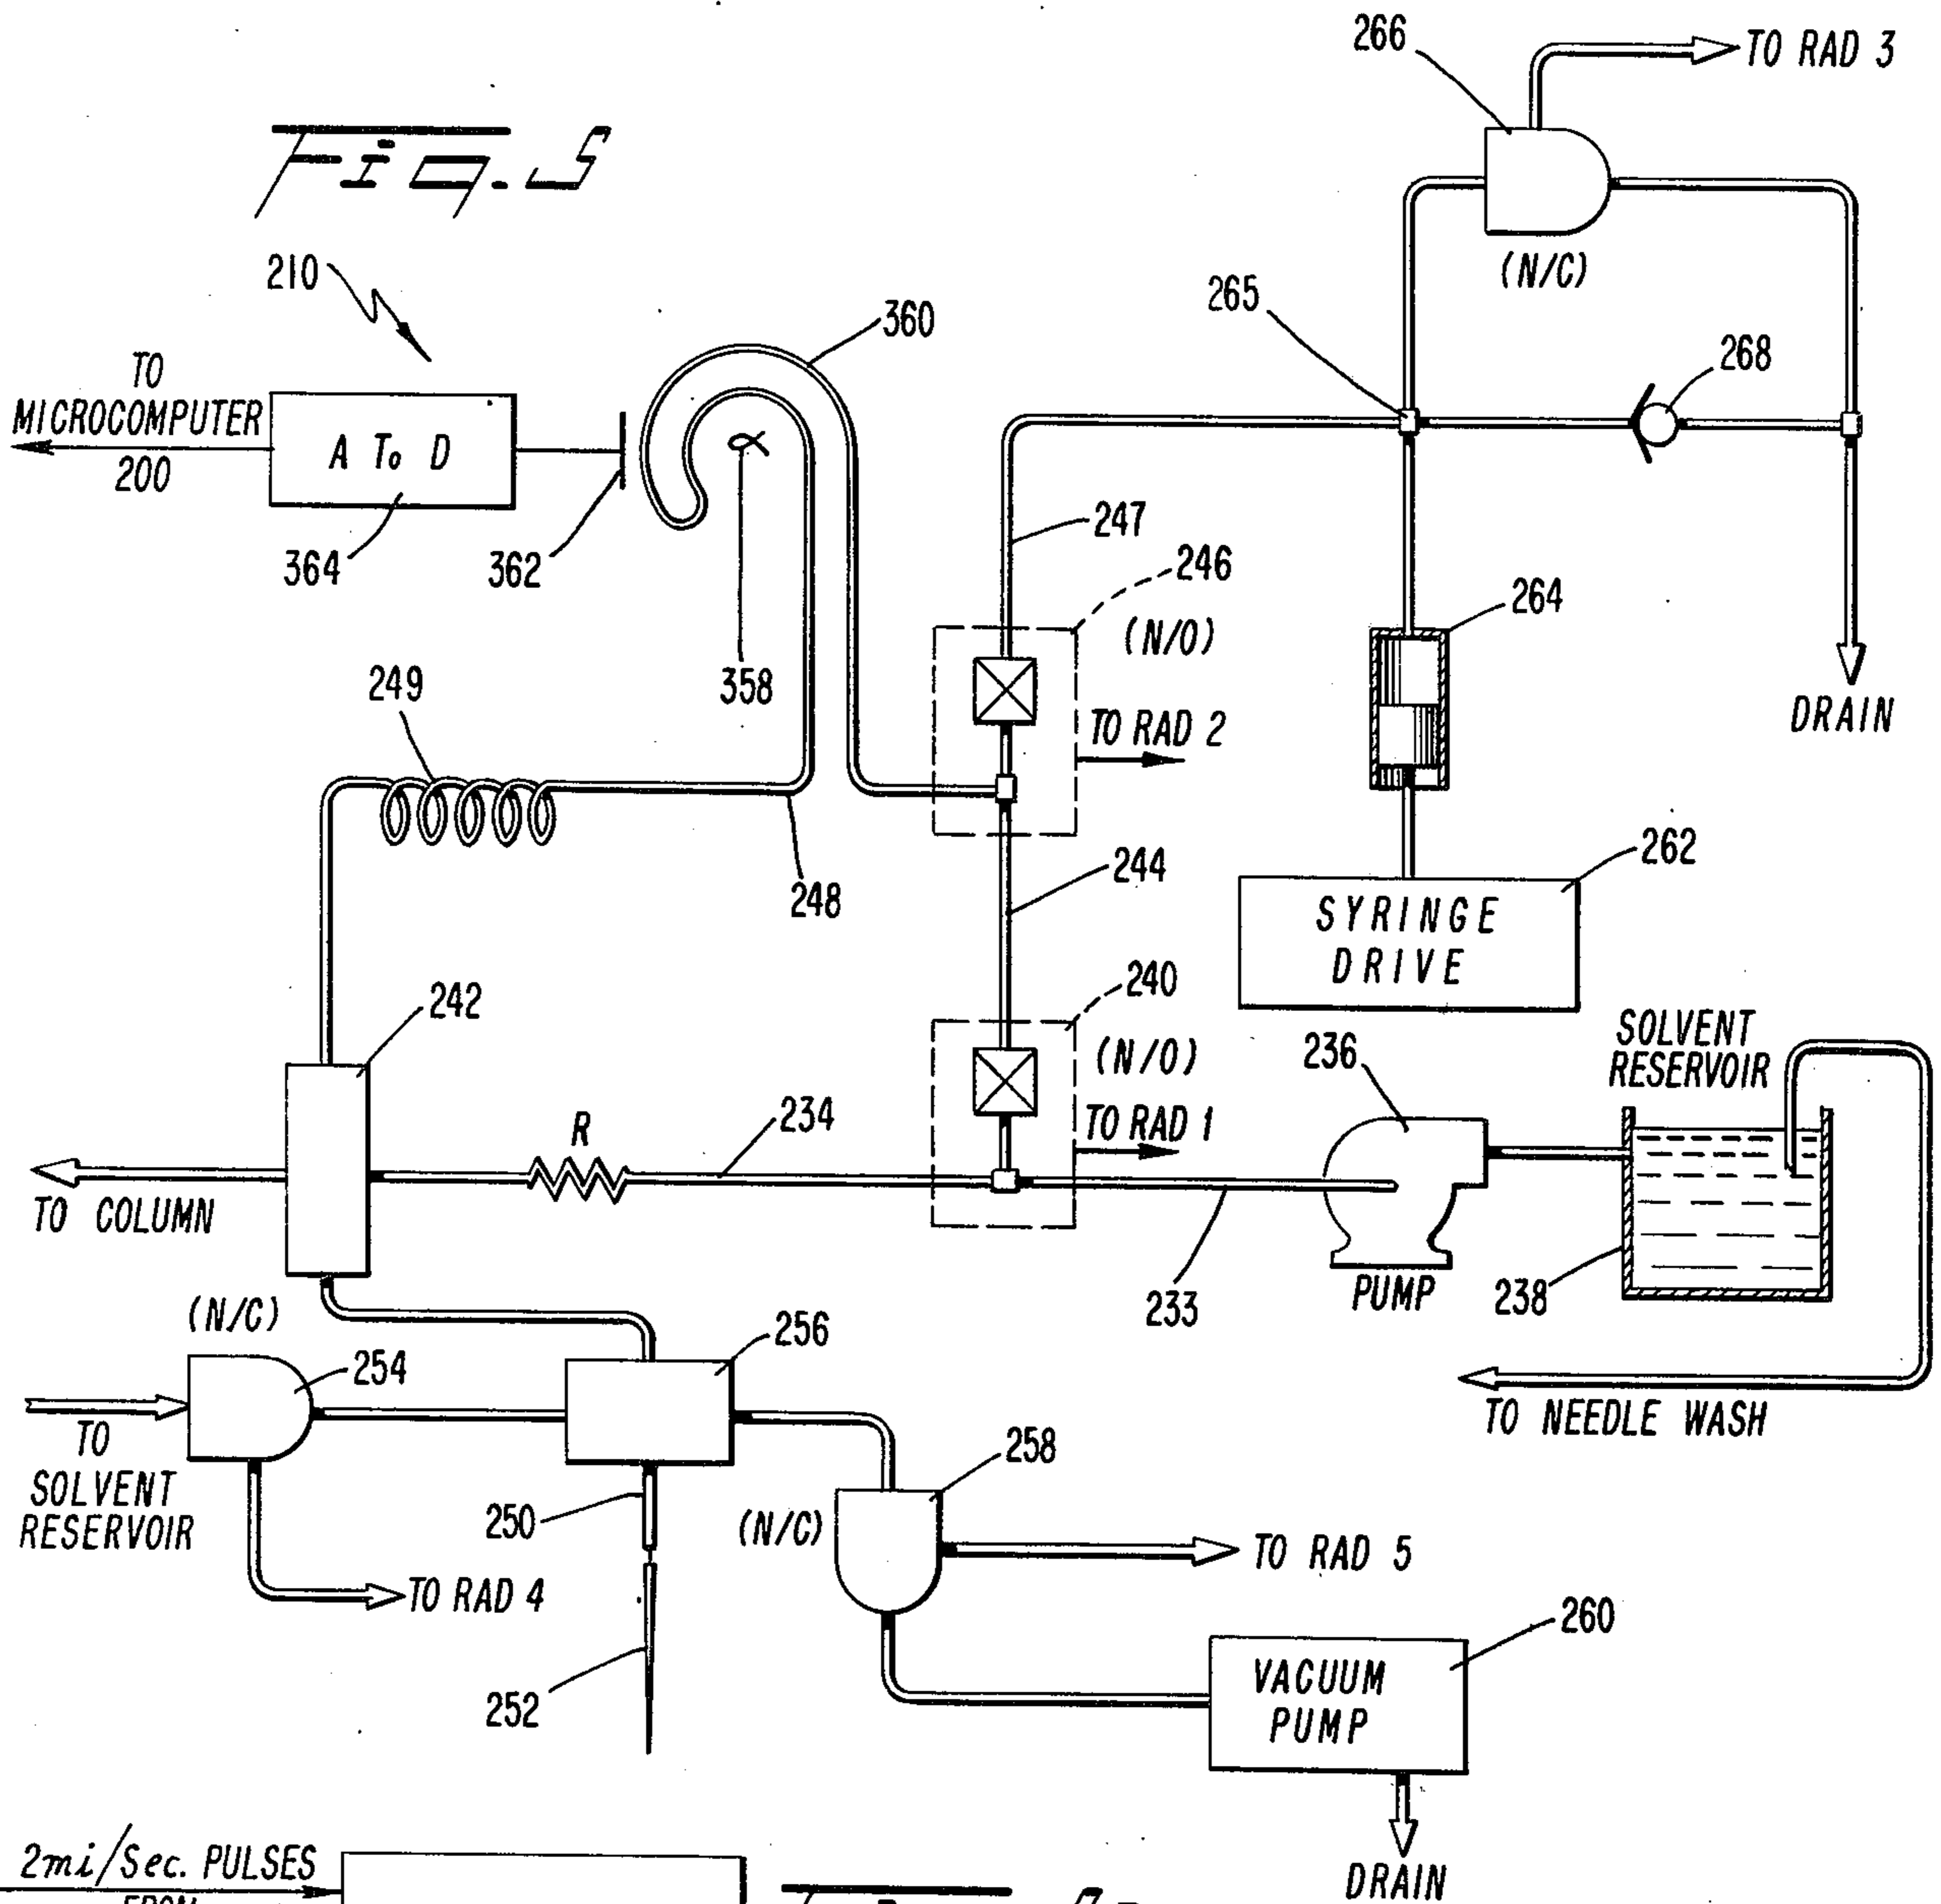 266
TO RAD 3
Fig. 5
(N/C)
210
265
360
268
TO
MICROCOMPUTER
200
A To D
364
362
247
246
(N/O)
264
358
TO RAD 2
DRAIN
249
248
244
262
SYRINGE
DRIVE
242
240
(N/O)
236
SOLVENT
RESERVOIR
R
234
TO RAD 1
TO COLUMN
233
PUMP
238
(N/C)
256
254
TO NEEDLE WASH
TO
SOLVENT
RESERVOIR
250
258
(N/C)
TO RAD 5
TO RAD 4
252
260
VACUUM
PUMP
DRAIN
2mi/Sec. PULSES
FROM